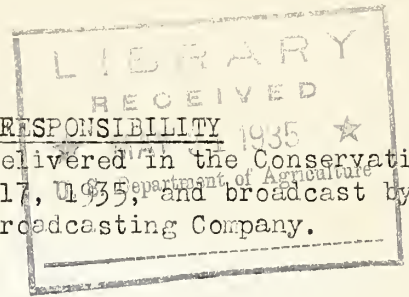 LIBRARY
RECEIVED
1935
RESPONSIBILITY
elivered in the Conservati
U. S. Department of Agriculture
17, 1935, and broadcast by
roadcasting Company.